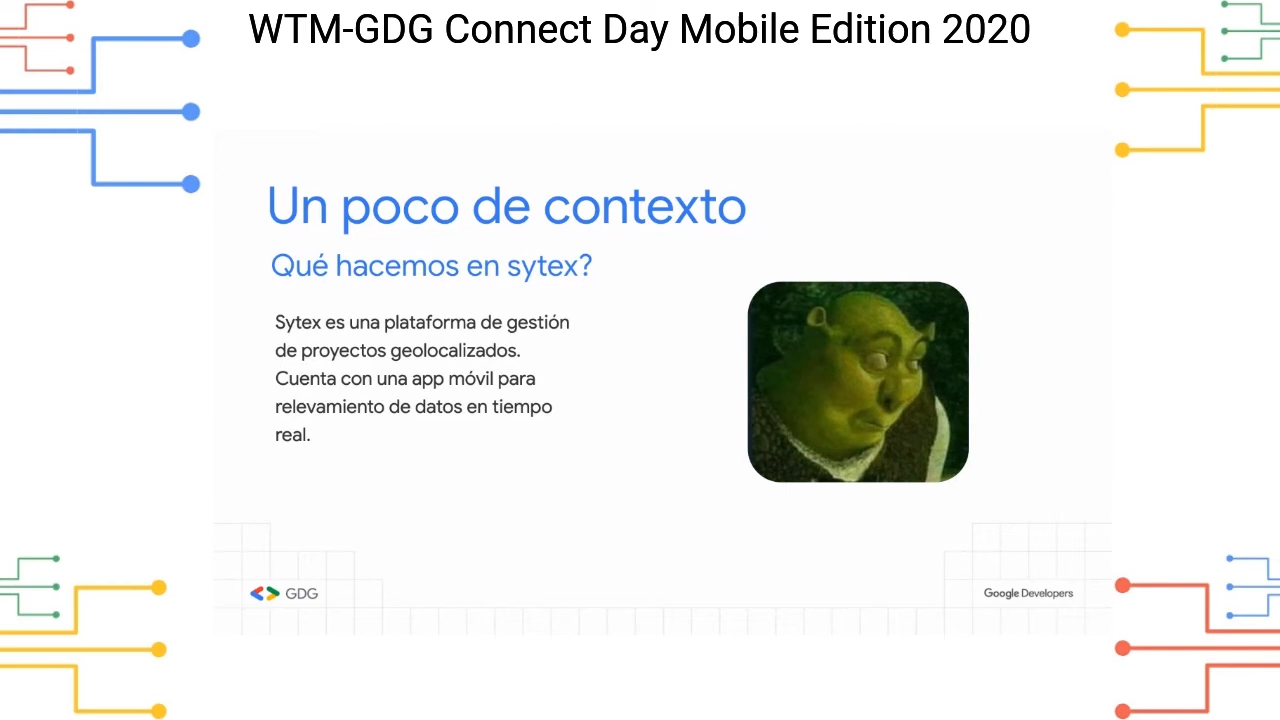 WTM-GDG Connect Day Mobile Edition 2020
Un poco de contexto
Qué hacemos en sytex?
Sytex es una plataforma de gestión
de proyectos geolocalizados.
Cuenta con una app móvil para
relevamiento de datos en tiempo
real.
GDG
Google Developers